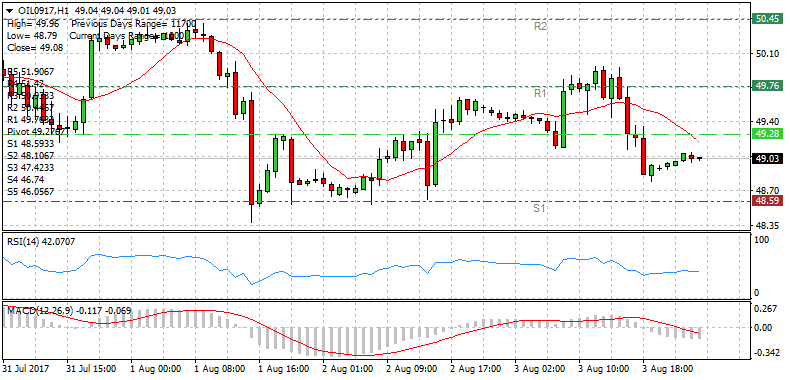 OIL0917,H1 49.04 49.04 49.01 49.03
High= 49.96 Previous Days Range= 11700
Low= 48.79 Current Days Range=
Close= 49.08
R5 51.9067
R2
R1
Pivot
S1 48.5933
S2 48.1067
S3 47.4233
S4 46.74
S5 46.0567
R2
R1
S1
50.45
50.10
49.76
49.40
49.28
49.03
48.70
48.59
48.35
RSI(14) 42.0707
100
0
MACD(12,26,9) -0.117 -0.069
0.267
0.00
-0.342
31 Jul 2017 31 Jul 15:00 1 Aug 00:00 1 Aug 08:00 1 Aug 16:00 2 Aug 01:00 2 Aug 09:00 2 Aug 17:00 3 Aug 02:00 3 Aug 10:00 3 Aug 18:00